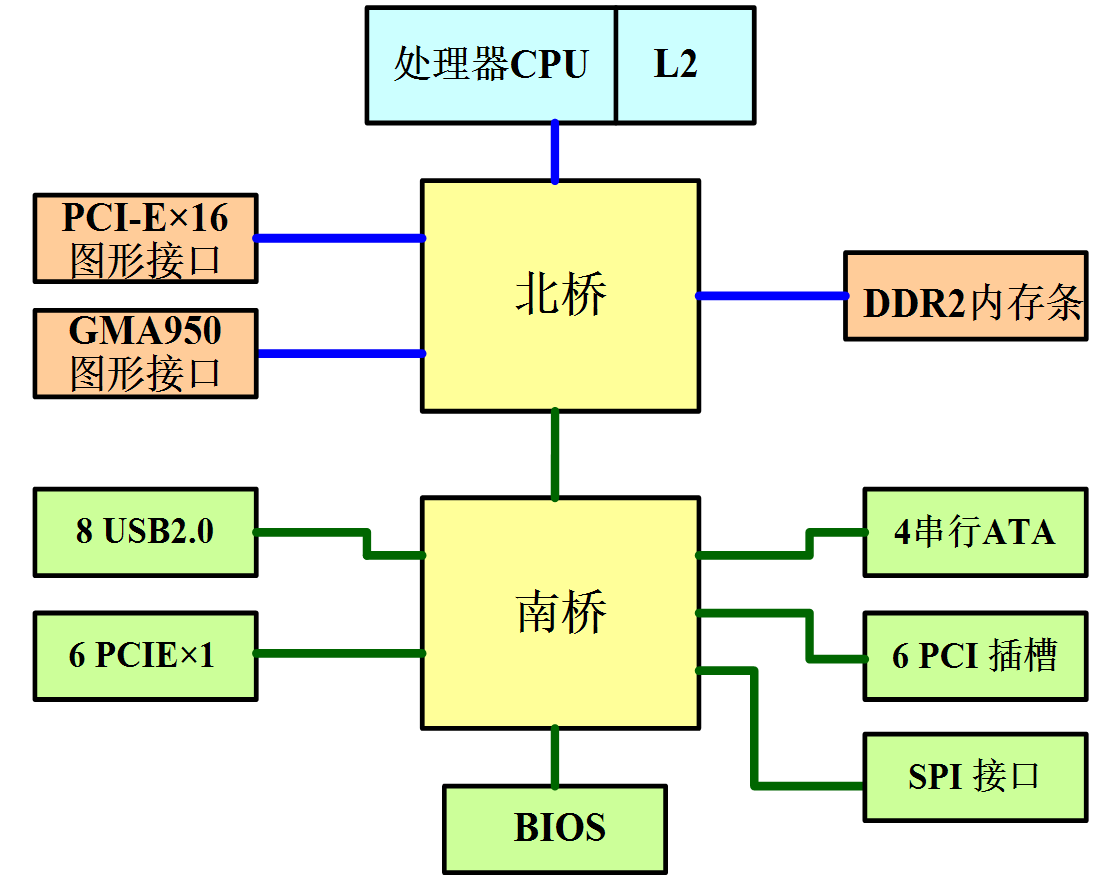 处理器CPU
L2
PCI-E×16
图形接口
北桥
DDR2内存条
GMA950
图形接口
8 USB2.0
4串行ATA
南桥
6 PCIE×1
6 PCI 插槽
SPI 接口
BIOS